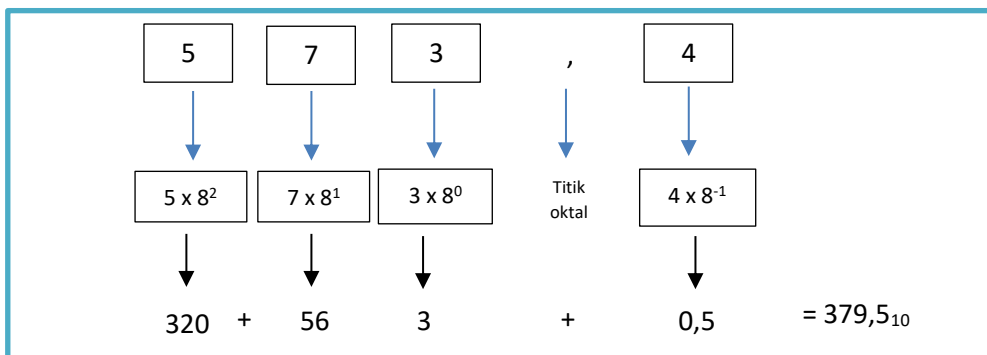 5 7 3 , 4
5 x 8² 7 x 8¹ 3 x 8⁰ Titik oktal 4 x 8⁻¹
320 + 56 3 + 0,5 = 379,5₁₀